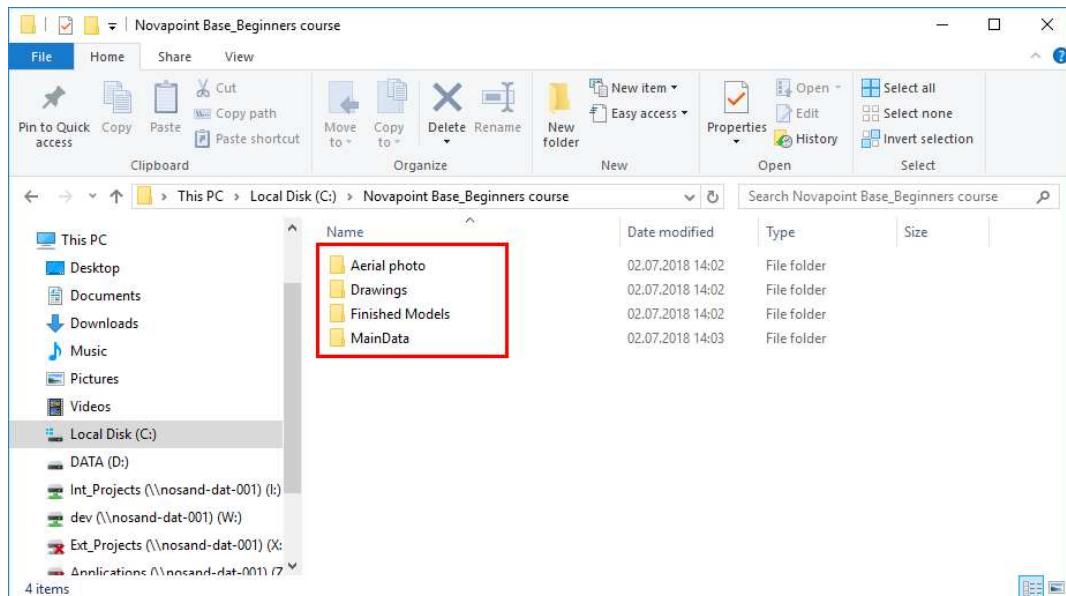 Novapoint Base_Beginners course
File Home Share View
Pin to Quick access
Copy
Paste
Cut
Copy path
Paste shortcut
Clipboard
Move to
Copy to
Delete
Rename
Organize
New folder
New item
Easy access
New
Properties
Open
Edit
History
Open
Select all
Select none
Invert selection
Select
This PC > Local Disk (C:) > Novapoint Base_Beginners course
Search Novapoint Base_Beginners course
This PC
Desktop
Documents
Downloads
Music
Pictures
Videos
Local Disk (C:)
DATA (D:)
Int_Projects (\\nosand-dat-001) (I:)
dev (\\nosand-dat-001) (W:)
Ext_Projects (\\nosand-dat-001) (X:
Applications (\\nosand-dat-001) (Z
Name Date modified Type Size
Aerial photo 02.07.2018 14:02 File folder
Drawings 02.07.2018 14:02 File folder
Finished Models 02.07.2018 14:02 File folder
MainData 02.07.2018 14:03 File folder
4 items